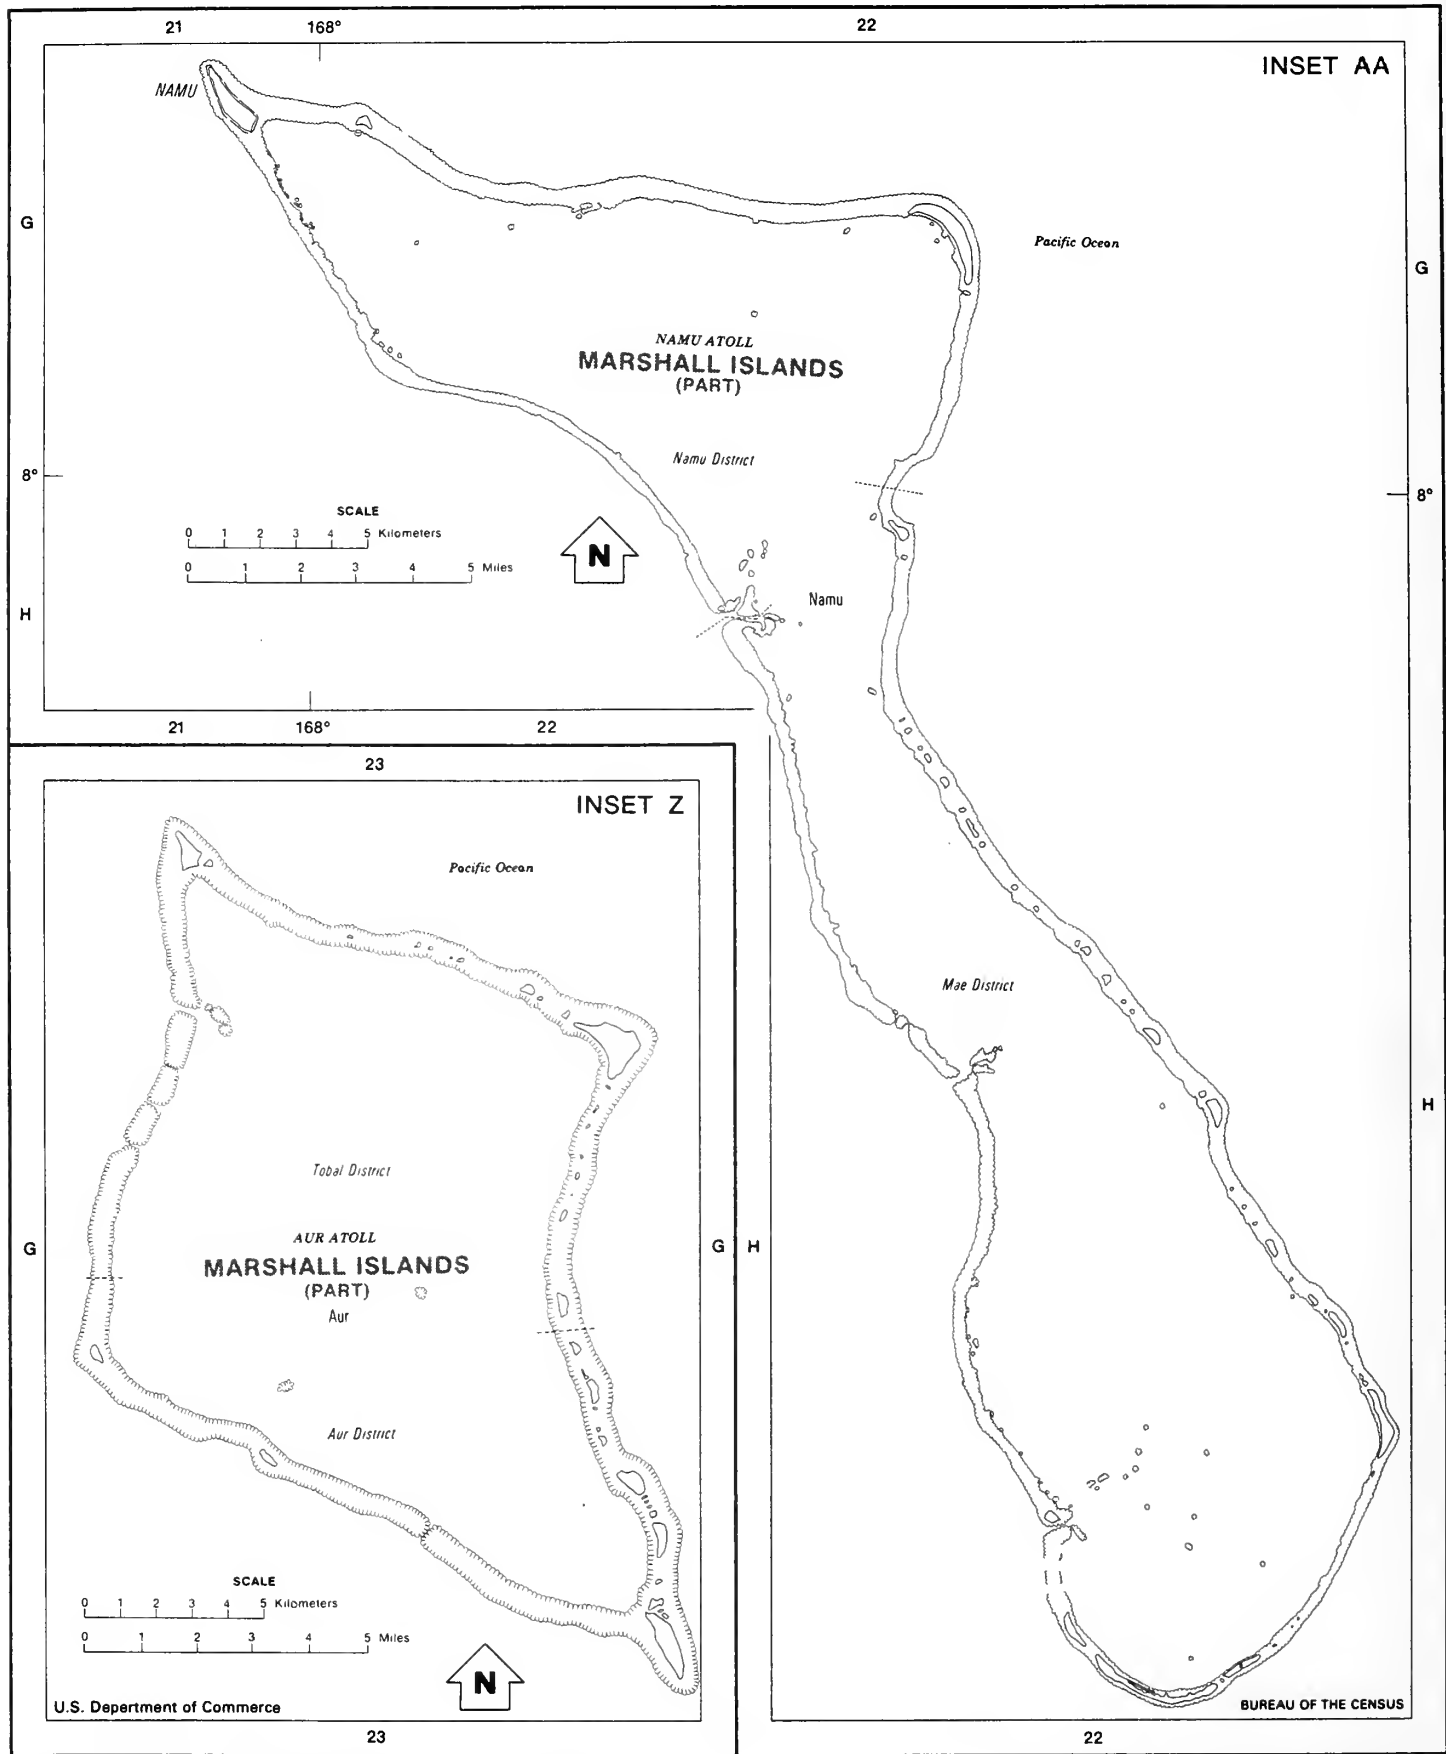 21 168° 22
INSET AA
NAMU
G
Pacific Ocean
G
NAMU ATOLL
MARSHALL ISLANDS
(PART)
Namu District
8°
8°
SCALE
0 1 2 3 4 5 Kilometers
0 1 2 3 4 5 Miles
N
H
Namu
21 168° 22
Mae District
H
H
22
BUREAU OF THE CENSUS
23
INSET Z
Pacific Ocean
Tobal District
G
G
AUR ATOLL
MARSHALL ISLANDS
(PART)
Aur
Aur District
SCALE
0 1 2 3 4 5 Kilometers
0 1 2 3 4 5 Miles
N
U.S. Department of Commerce
23